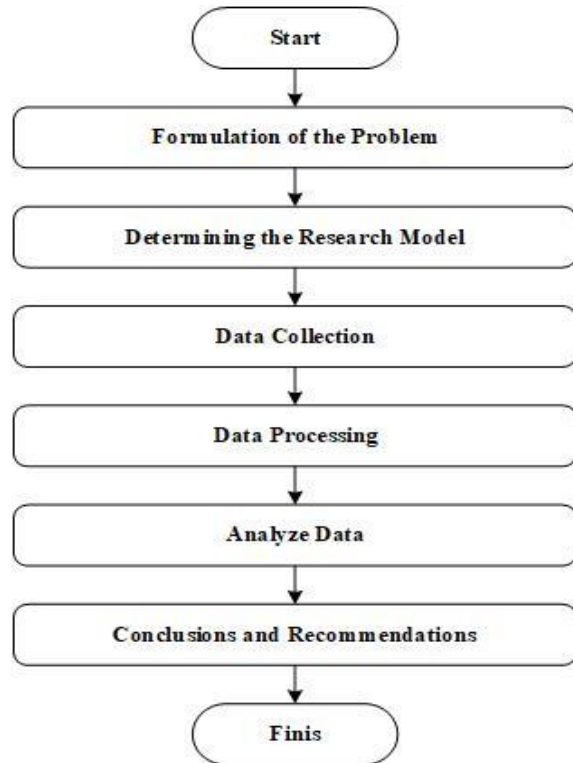 Start
Formulation of the Problem
Determining the Research Model
Data Collection
Data Processing
Analyze Data
Conclusions and Recommendations
Finis